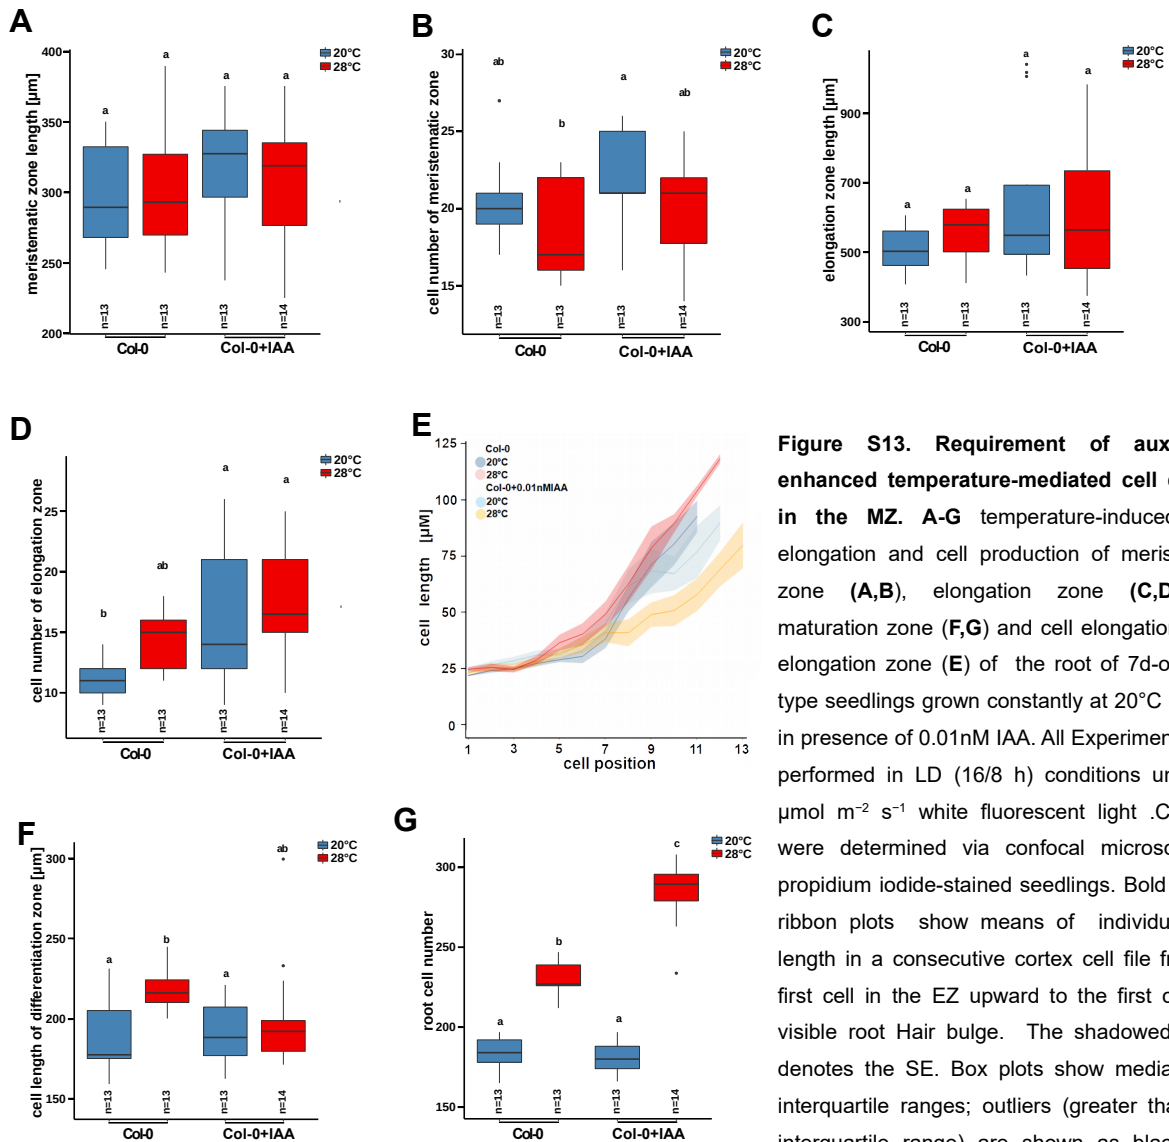 A
400
350
300
250
200
meristematic zone length [µm]
a
a
a
a
20°C
28°C
n=13
n=13
n=13
n=14
Col-0
Col-0+IAA
B
30
25
20
15
cell number of meristematic zone
ab
b
a
ab
20°C
28°C
n=13
n=13
n=13
n=14
Col-0
Col-0+IAA
C
900
700
500
300
elongation zone length [µm]
a
a
a
a
20°C
28°C
n=13
n=13
n=13
n=14
Col-0
Col-0+IAA
D
25
20
15
10
cell number of elongation zone
b
ab
a
a
20°C
28°C
n=13
n=13
n=13
n=14
Col-0
Col-0+IAA
E
125
100
75
50
25
0
cell length [µM]
Col-0
20°C
28°C
Col-0+0.01nMIAA
20°C
28°C
1 3 5 7 9 11 13
cell position
F
300
250
200
150
cell length of differentiation zone [µm]
a
b
a
ab
20°C
28°C
n=13
n=13
n=13
n=14
Col-0
Col-0+IAA
G
300
250
200
150
root cell number
a
b
a
c
20°C
28°C
n=13
n=13
n=13
n=14
Col-0
Col-0+IAA
Figure S13. Requirement of aux
enhanced temperature-mediated cell
in the MZ. A-G temperature-induced
elongation and cell production of meris
zone (A,B), elongation zone (C,D
maturation zone (F,G) and cell elongation
elongation zone (E) of the root of 7d-o
type seedlings grown constantly at 20°C
in presence of 0.01nM IAA. All Experimen
performed in LD (16/8 h) conditions un
µmol m⁻² s⁻¹ white fluorescent light .C
were determined via confocal micros
propidium iodide-stained seedlings. Bold
ribbon plots show means of individu
length in a consecutive cortex cell file fr
first cell in the EZ upward to the first c
visible root Hair bulge. The shadowed
denotes the SE. Box plots show media
interquartile ranges; outliers (greater tha
interquartile range) are shown as blac